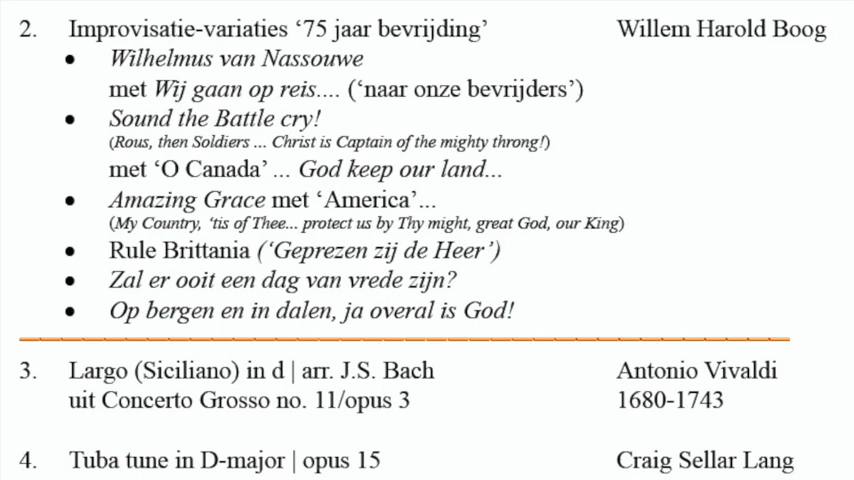 2. Improvisatie-variaties ‘75 jaar bevrijding’ Willem Harold Boog
• Wilhelmus van Nassouwe
met Wij gaan op reis.... (‘naar onze bevrijders’)
• Sound the Battle cry!
(Rous, then Soldiers ... Christ is Captain of the mighty throng!)
met ‘O Canada’ ... God keep our land...
• Amazing Grace met ‘America’...
(My Country, ‘tis of Thee... protect us by Thy might, great God, our King)
• Rule Brittania (‘Geprezen zij de Heer’)
• Zal er ooit een dag van vrede zijn?
• Op bergen en in dalen, ja overal is God!
3. Largo (Siciliano) in d | arr. J.S. Bach Antonio Vivaldi
uit Concerto Grosso no. 11/opus 3 1680-1743
4. Tuba tune in D-major | opus 15 Craig Sellar Lang